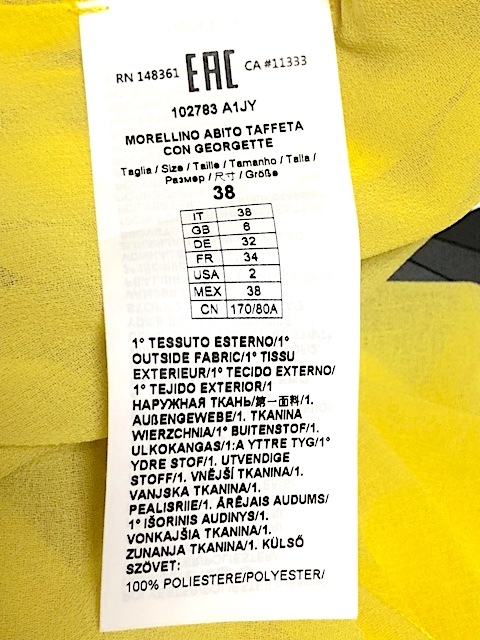 RN 148361 EAC CA #11333
102783 A1JY
MORELLINO ABITO TAFFETA
CON GEORGETTE
Taglia / Size / Taille / Tamanho / Talla /
Размер / 尺寸 / Größe
38
IT 38
GB 6
DE 32
FR 34
USA 2
MEX 38
CN 170/80A
1° TESSUTO ESTERNO/1°
OUTSIDE FABRIC/1° TISSU
EXTERIEUR/1° TECIDO EXTERNO/
1° TEJIDO EXTERIOR/1
НАРУЖНАЯ ТКАНЬ/第一面料/1.
AUßENGEWEBE/1. TKANINA
WIERZCHNIA/1° BUITENSTOF/1.
ULKOKANGAS/1:A YTTRE TYG/1°
YDRE STOF/1. UTVENDIGE
STOFF/1. VNĚJŠÍ TKANINA/1.
VANJSKA TKANINA/1.
PEALISRIIE/1. ĀRĒJAIS AUDUMS/
1° IŠORINIS AUDINYS/1.
VONKAJŠIA TKANINA/1.
ZUNANJA TKANINA/1. KÜLSŐ
SZÖVET:
100% POLIESTERE/POLYESTER/